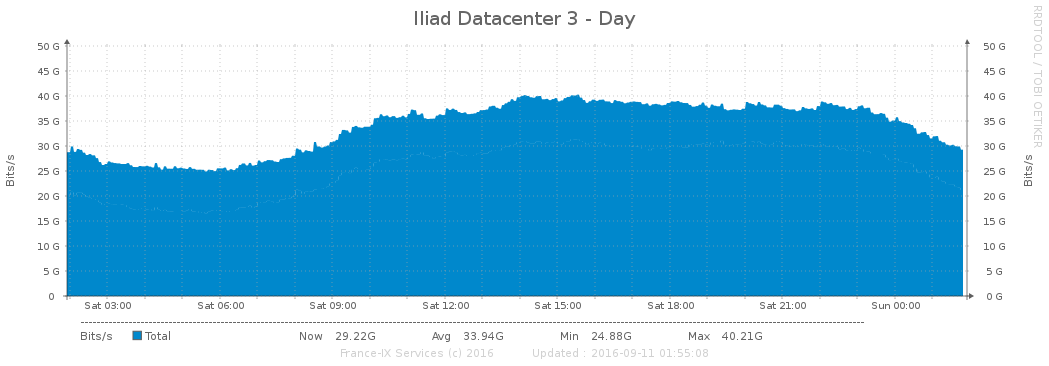 Iliad Datacenter 3 - Day
RRDTOOL / TOBI OETIKER
Bits/s
50 G
45 G
40 G
35 G
30 G
25 G
20 G
15 G
10 G
5 G
0
50 G
45 G
40 G
35 G
30 G
25 G
20 G
15 G
10 G
5 G
0 G
Bits/s
Sat 03:00 Sat 06:00 Sat 09:00 Sat 12:00 Sat 15:00 Sat 18:00 Sat 21:00 Sun 00:00
Bits/s Total Now 29.22G Avg 33.94G Min 24.88G Max 40.21G
France-IX Services (c) 2016 Updated : 2016-09-11 01:55:08